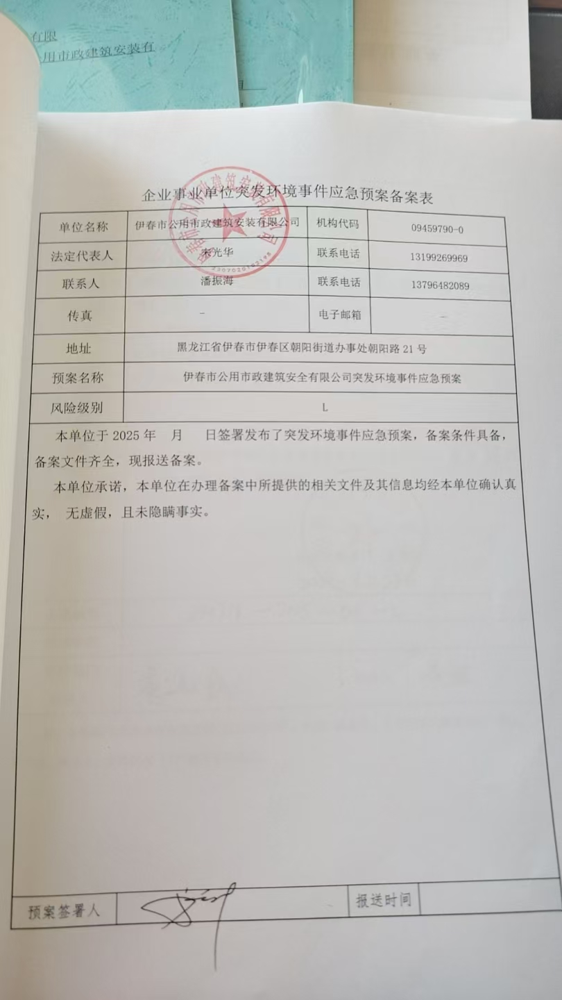 有限
用市政建筑安装有
企业事业单位突发环境事件应急预案备案表
单位名称 伊春市公用市政建筑安装有限公司 机构代码 09459790-0
法定代表人 宋光华 联系电话 13199269969
联系人 潘振海 联系电话 13796482089
传真 - 电子邮箱 -
地址 黑龙江省伊春市伊春区朝阳街道办事处朝阳路 21 号
预案名称 伊春市公用市政建筑安全有限公司突发环境事件应急预案
风险级别 L
本单位于 2025 年 月 日签署发布了突发环境事件应急预案，备案条件具备，
备案文件齐全，现报送备案。
本单位承诺，本单位在办理备案中所提供的相关文件及其信息均经本单位确认真
实， 无虚假，且未隐瞒事实。
预案签署人 报送时间